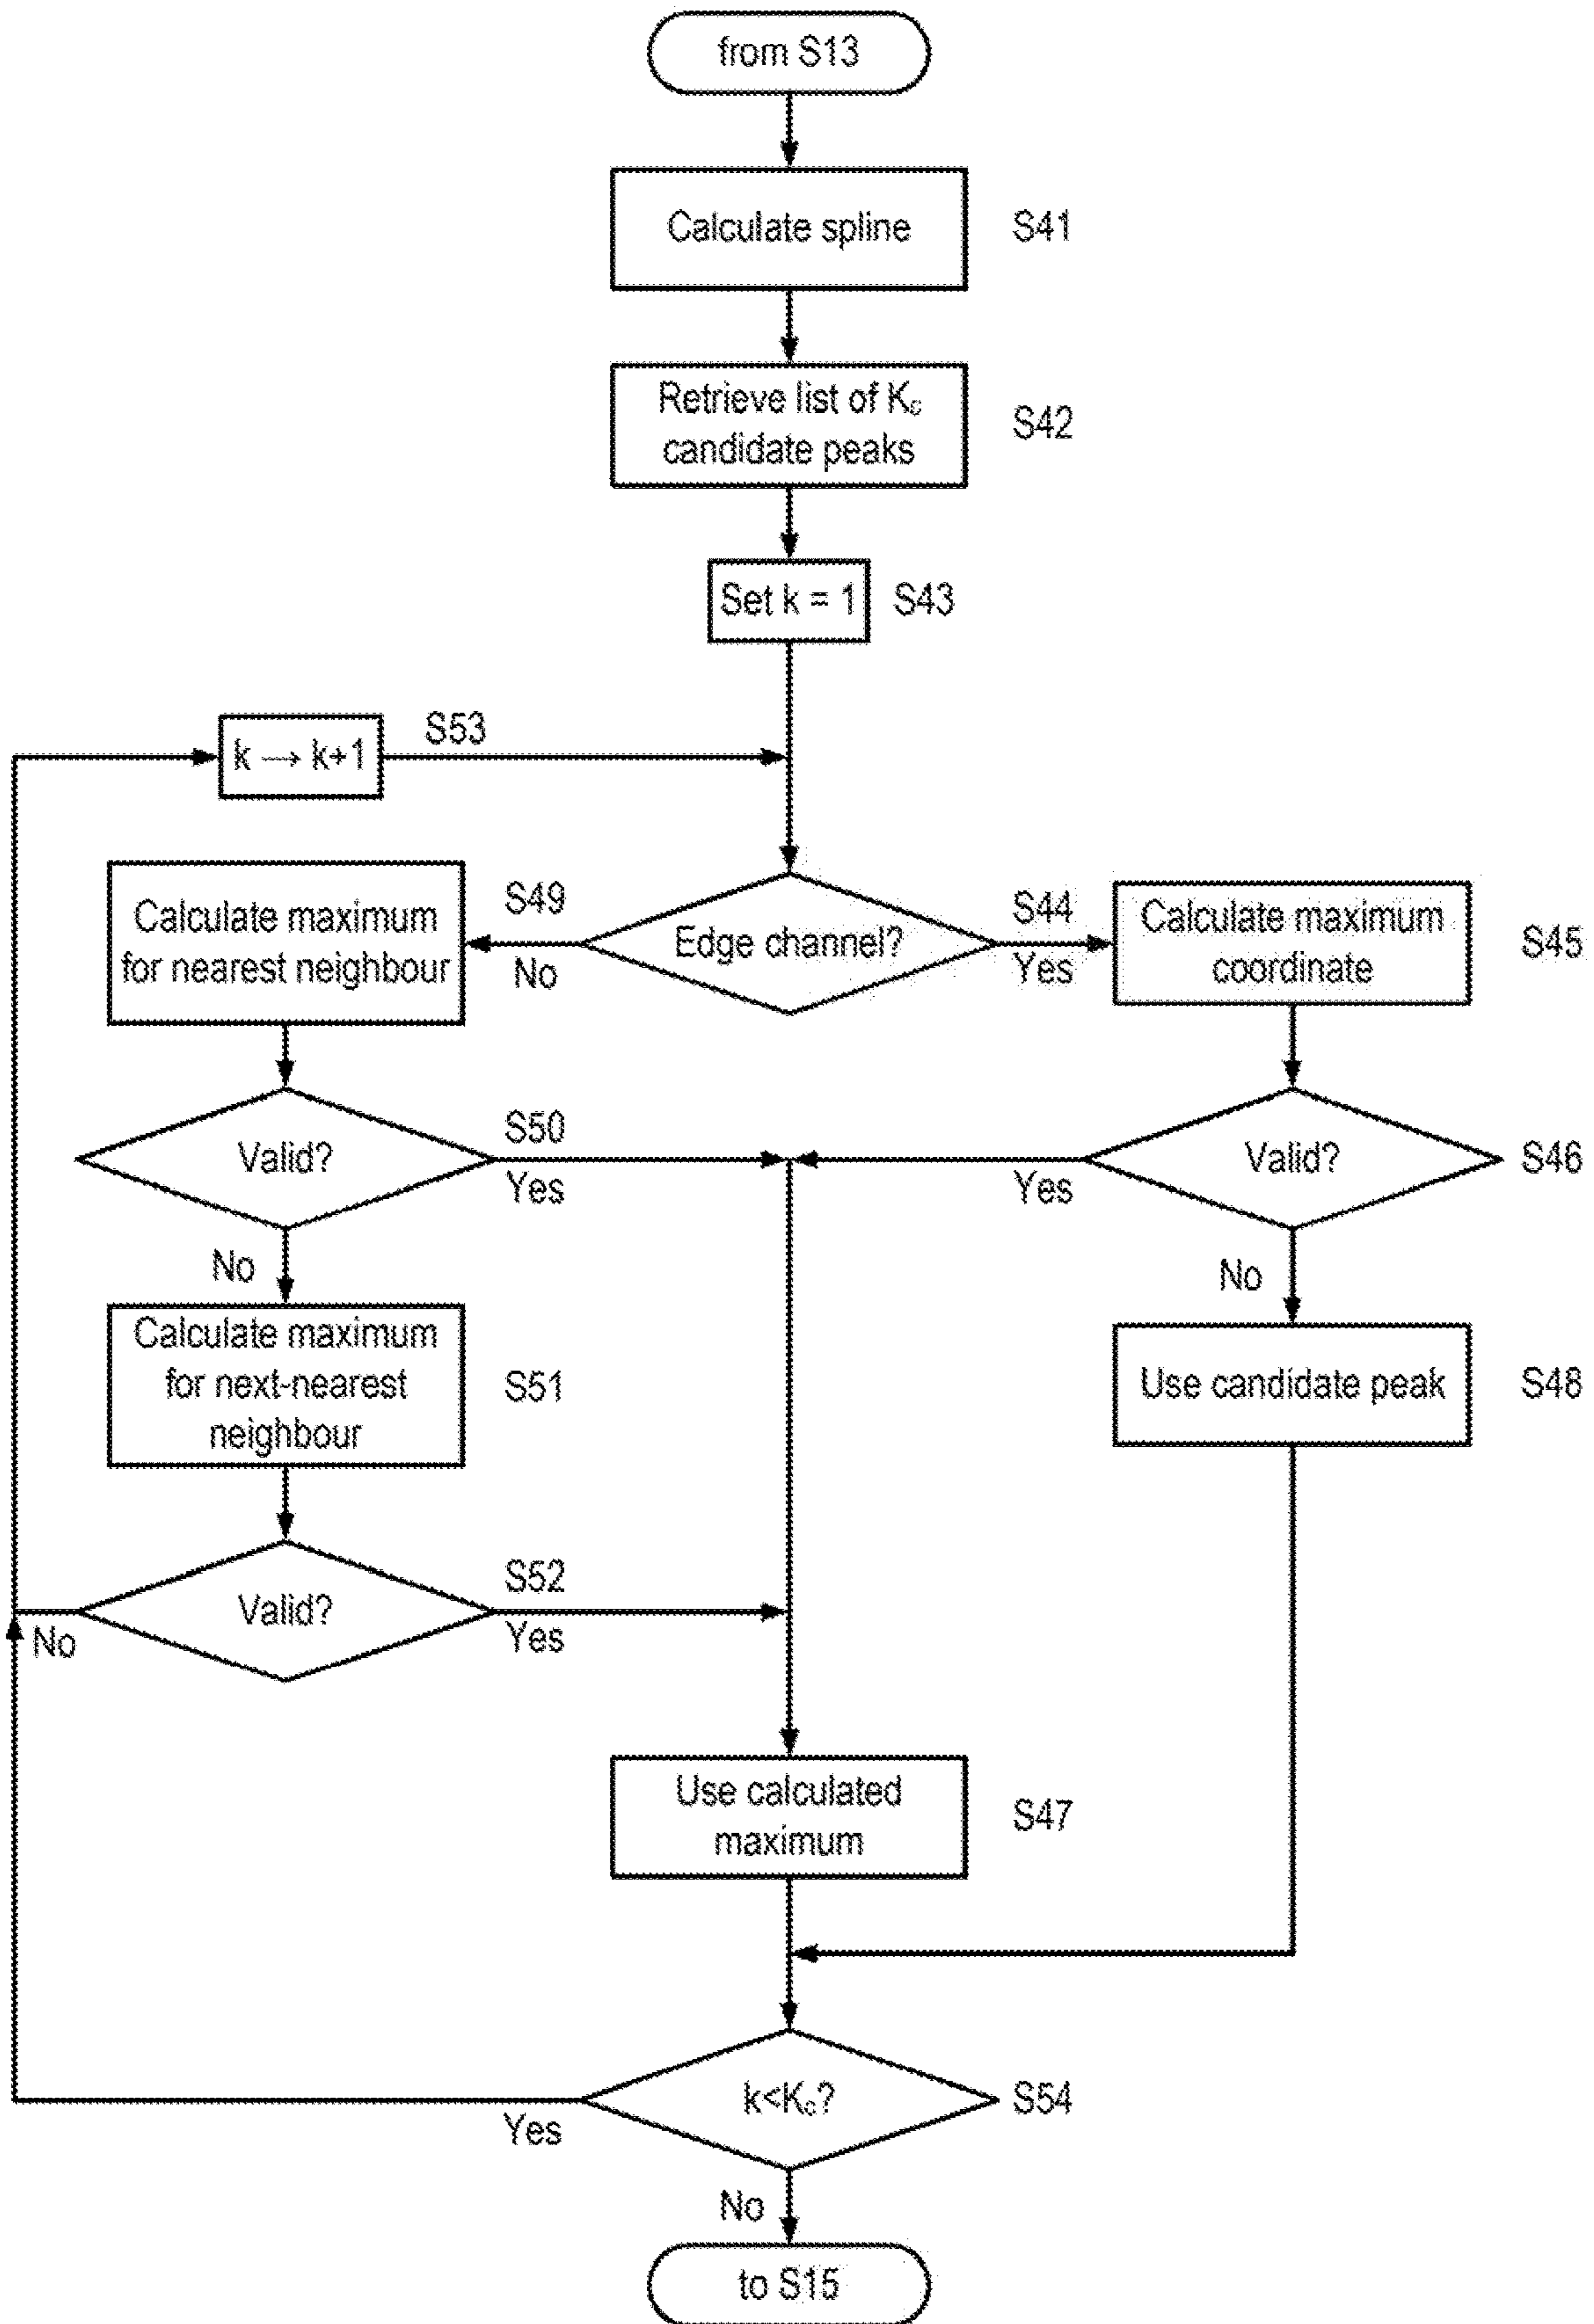 from S13
Calculate spline
S41
Retrieve list of Kc
candidate peaks
S42
Set k = 1
S43
k → k+1
S53
Calculate maximum
for nearest neighbour
S49
No
Edge channel?
S44
Yes
Calculate maximum
coordinate
S45
Valid?
S50
Yes
Yes
Valid?
S46
No
No
Calculate maximum
for next-nearest
neighbour
S51
Use candidate peak
S48
No
Valid?
S52
Yes
Use calculated
maximum
S47
k<Kc?
S54
Yes
No
to S15